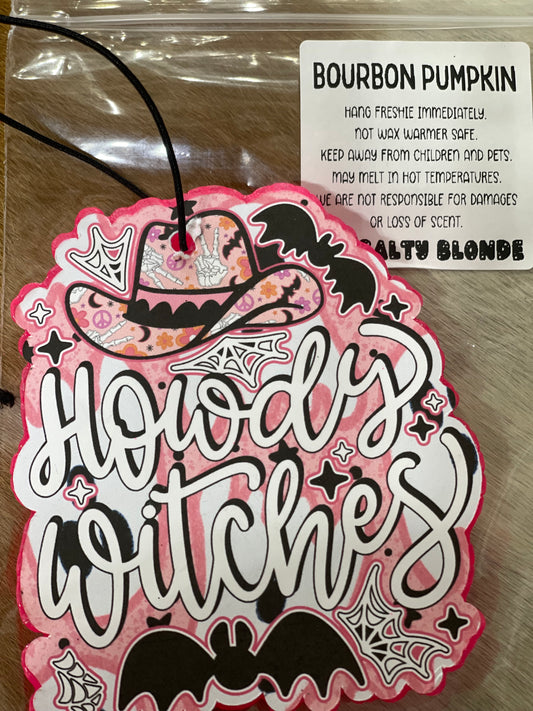 BOURBON PUMPKIN
HANG FRESHIE IMMEDIATELY.
NOT WAX WARMER SAFE.
KEEP AWAY FROM CHILDREN AND PETS.
MAY MELT IN HOT TEMPERATURES.
WE ARE NOT RESPONSIBLE FOR DAMAGES
OR LOSS OF SCENT.
SALTY BLONDE
Howdy
Witches